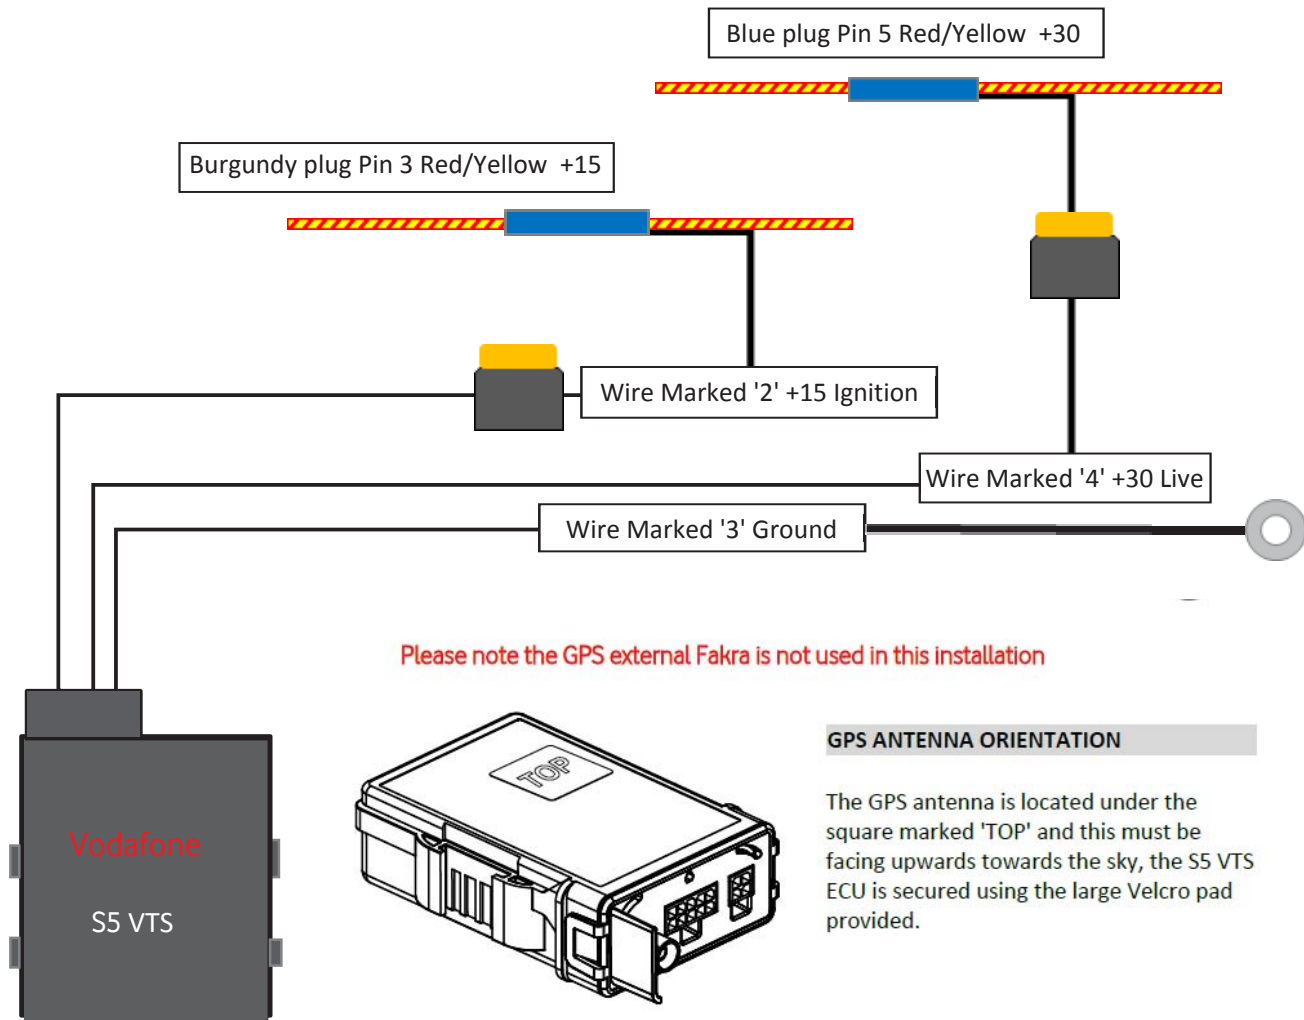 Blue plug Pin 5 Red/Yellow +30
Burgundy plug Pin 3 Red/Yellow +15
Wire Marked '2' +15 Ignition
Wire Marked '4' +30 Live
Wire Marked '3' Ground
Please note the GPS external Fakra is not used in this installation
TOP
GPS ANTENNA ORIENTATION
The GPS antenna is located under the
square marked 'TOP' and this must be
facing upwards towards the sky, the S5 VTS
ECU is secured using the large Velcro pad
provided.
Vodafone
S5 VTS